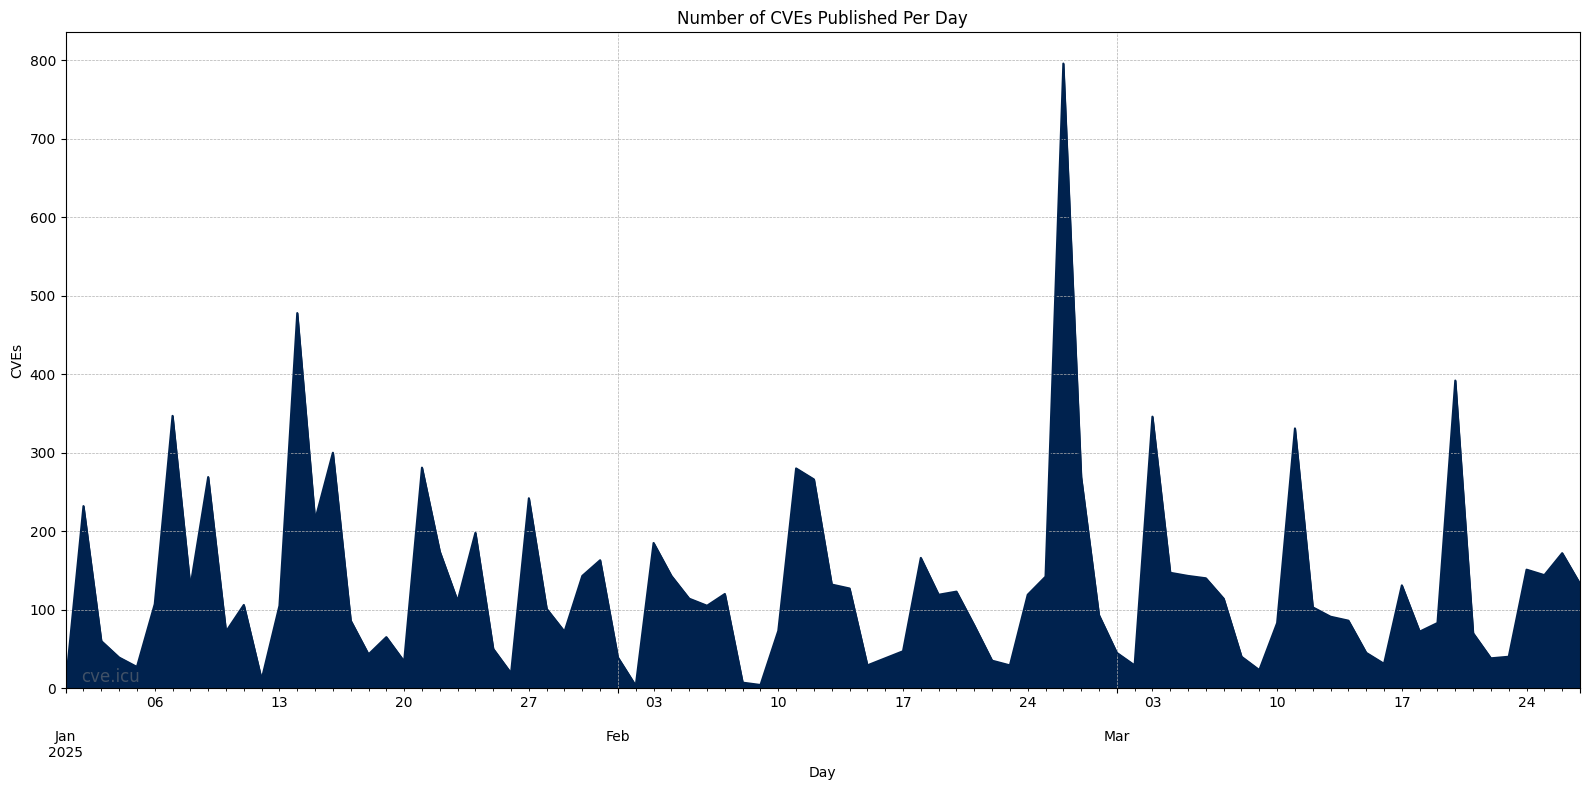 Number of CVEs Published Per Day
800
700
600
500
400
300
200
100
0
CVEs
cve.icu
06 13 20 27 03 10 17 24 03 10 17 24
Jan Feb Mar
2025
Day